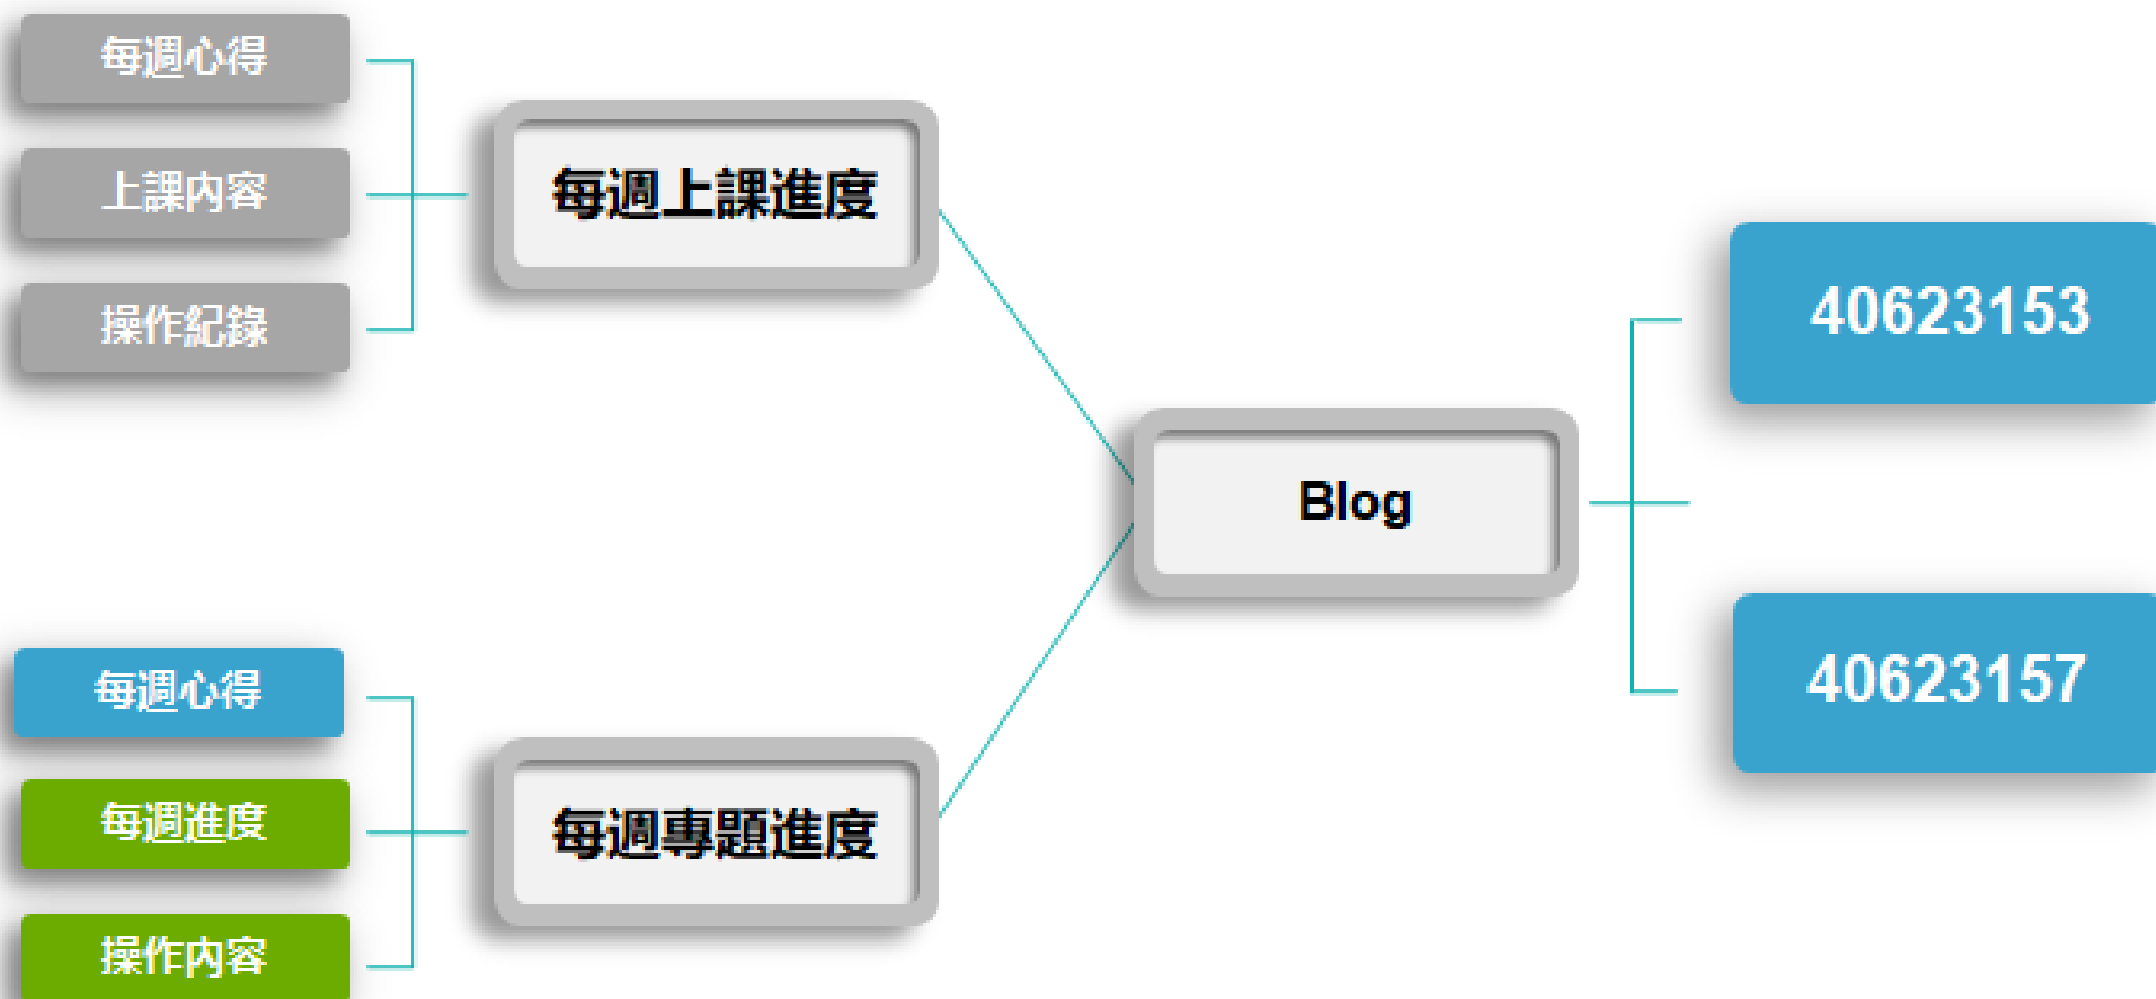 每週心得
上課內容
操作紀錄
每週上課進度
每週心得
每週進度
操作內容
每週專題進度
Blog
40623153
40623157